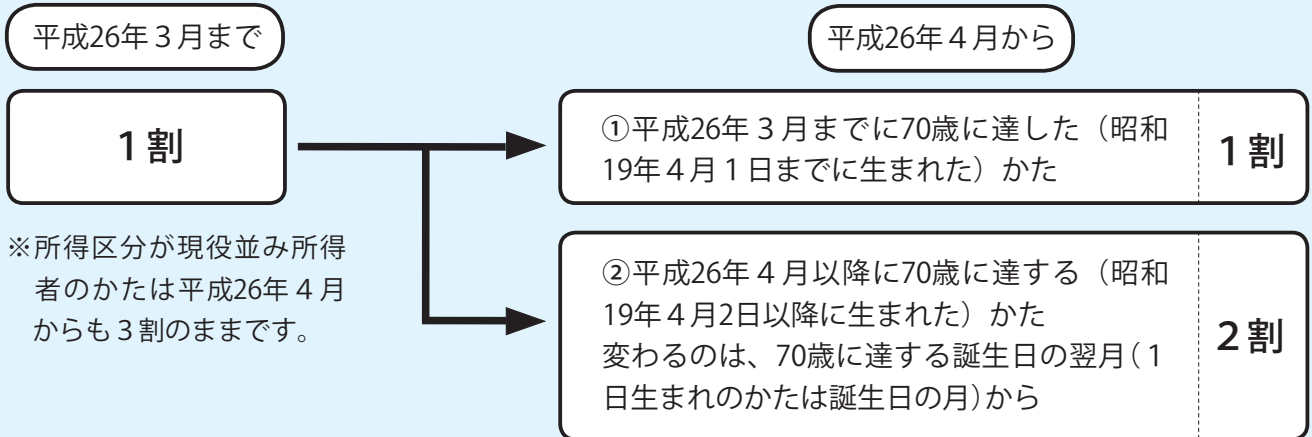 平成26年３月まで
１割
※所得区分が現役並み所得
者のかたは平成26年４月
からも３割のままです。
平成26年４月から
①平成26年３月までに70歳に達した（昭和
19年４月１日までに生まれた）かた
１割
②平成26年４月以降に70歳に達する（昭和
19年４月2日以降に生まれた）かた
変わるのは、70歳に達する誕生日の翌月（１
日生まれのかたは誕生日の月）から
２割